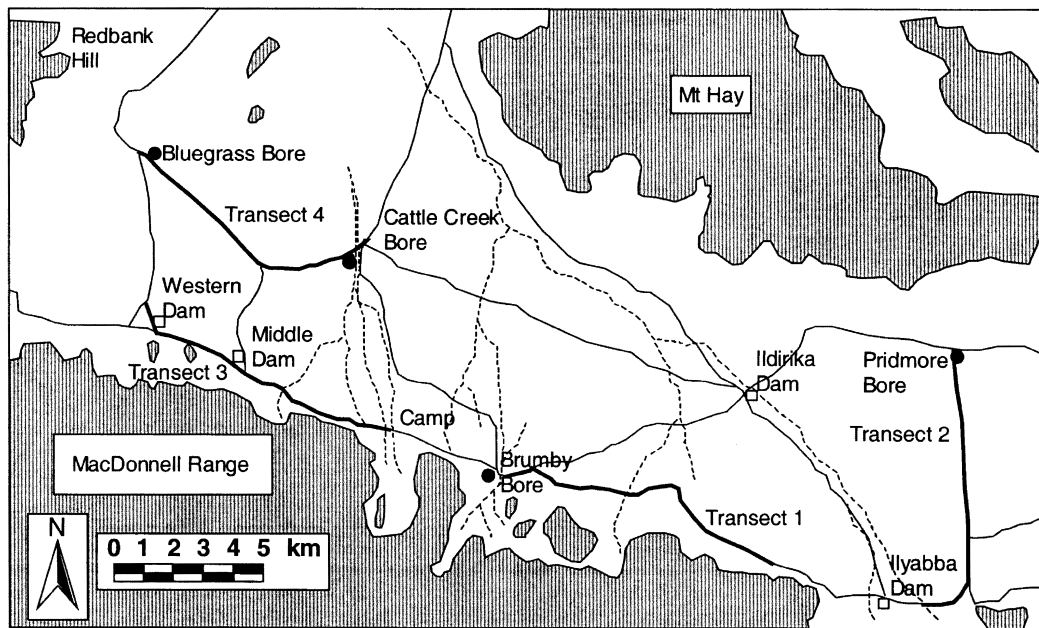 Redbank
Hill
Mt Hay
Bluegrass Bore
Transect 4
Cattle Creek
Bore
Western
Dam
Middle
Dam
Transect 3
Ildirika
Dam
Pridmore
Bore
Camp
Transect 2
MacDonnell Range
Brumby
Bore
Transect 1
N
0 1 2 3 4 5 km
Ilyabba
Dam